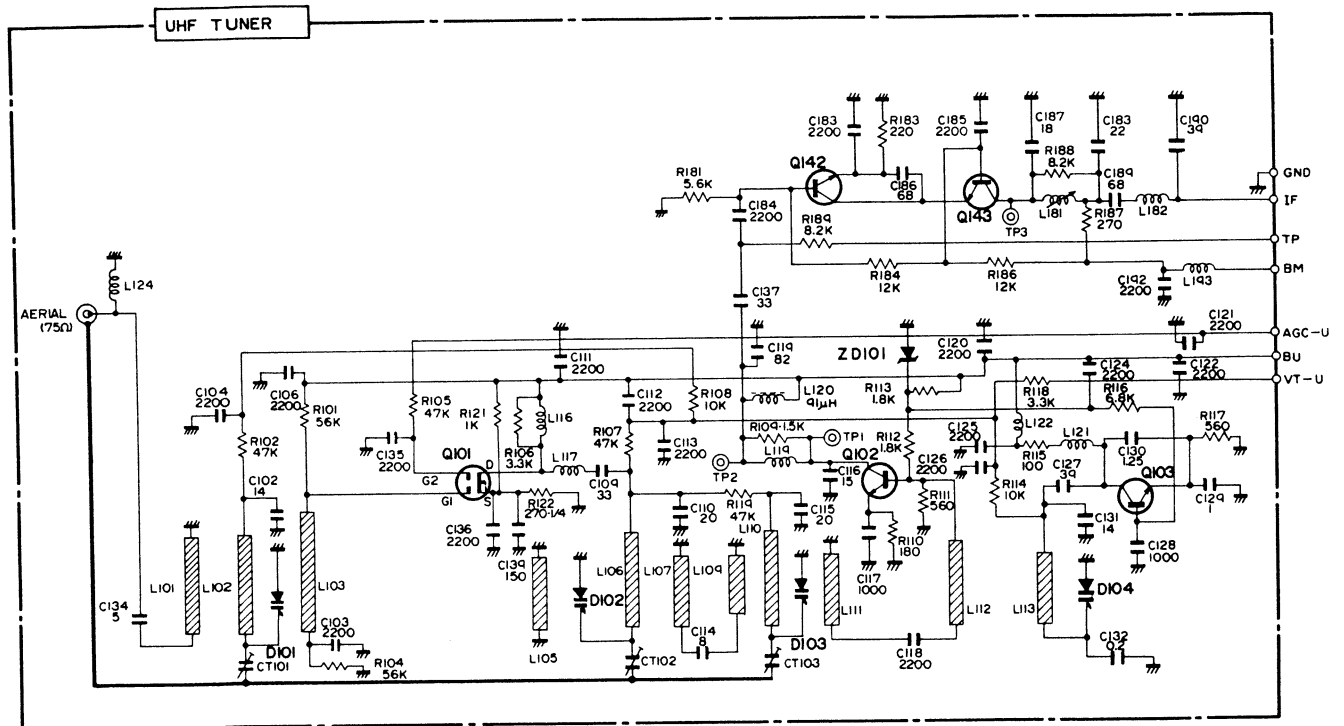 UHF TUNER
C183
2200
R183
220
C185
2200
C187
18
C183
22
C190
39
R188
8.2K
Q142
R181
5.6K
C186
68
C189
68
GND
IF
C184
2200
Q143
L181
R187
270
L182
TP3
R189
8.2K
TP
R184
12K
R186
12K
BM
C192
2200
L193
L124
C137
33
AERIAL
(75Ω)
C121
2200
AGC-U
C119
82
ZD101
C120
2200
BU
C111
2200
C124
2200
C122
2200
VT-U
C104
2200
C106
2200
R101
56K
R105
47K
R121
1K
L116
C112
2200
R108
10K
L120
91μH
R113
1.8K
R118
3.3K
R116
6.8K
R102
47K
R106
3.3K
R107
47K
C113
2200
R109·1.5K
TP1
R112
1.8K
C125
2200
L122
L121
R117
560
C135
2200
Q101
D
L117
L119
Q102
C126
2200
R115
100
C130
1.25
G2
C109
33
TP2
C116
15
C127
39
Q103
C102
14
G1
S
R122
270·1/4
C110
20
R119
47K
C115
20
R111
560
R114
10K
C129
1
C136
2200
C139
150
L110
R110
180
C131
14
C128
1000
L101
L102
L103
L106
L107
L109
C117
1000
D104
C134
5
D102
L111
L112
L113
C103
2200
C114
8
D103
C132
0.2
D101
CT101
R104
56K
L105
CT102
CT103
C118
2200